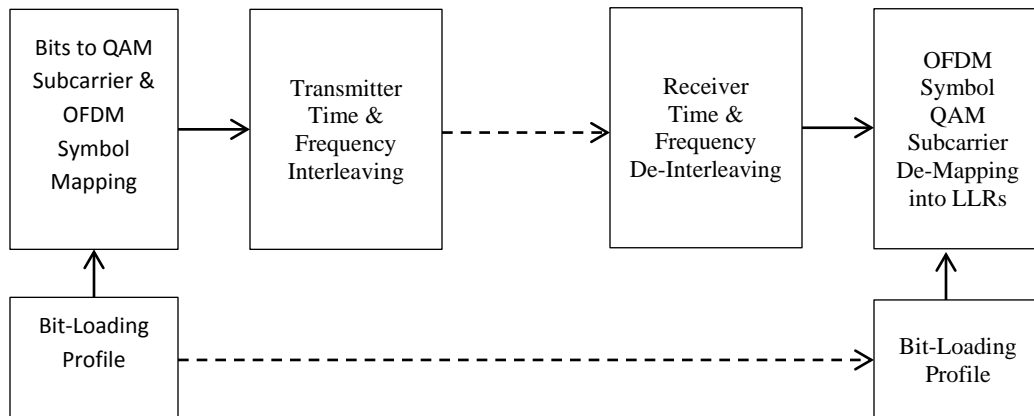 Bits to QAM
Subcarrier &
OFDM
Symbol
Mapping
Transmitter
Time &
Frequency
Interleaving
Receiver
Time &
Frequency
De-Interleaving
OFDM
Symbol
QAM
Subcarrier
De-Mapping
into LLRs
Bit-Loading
Profile
Bit-Loading
Profile